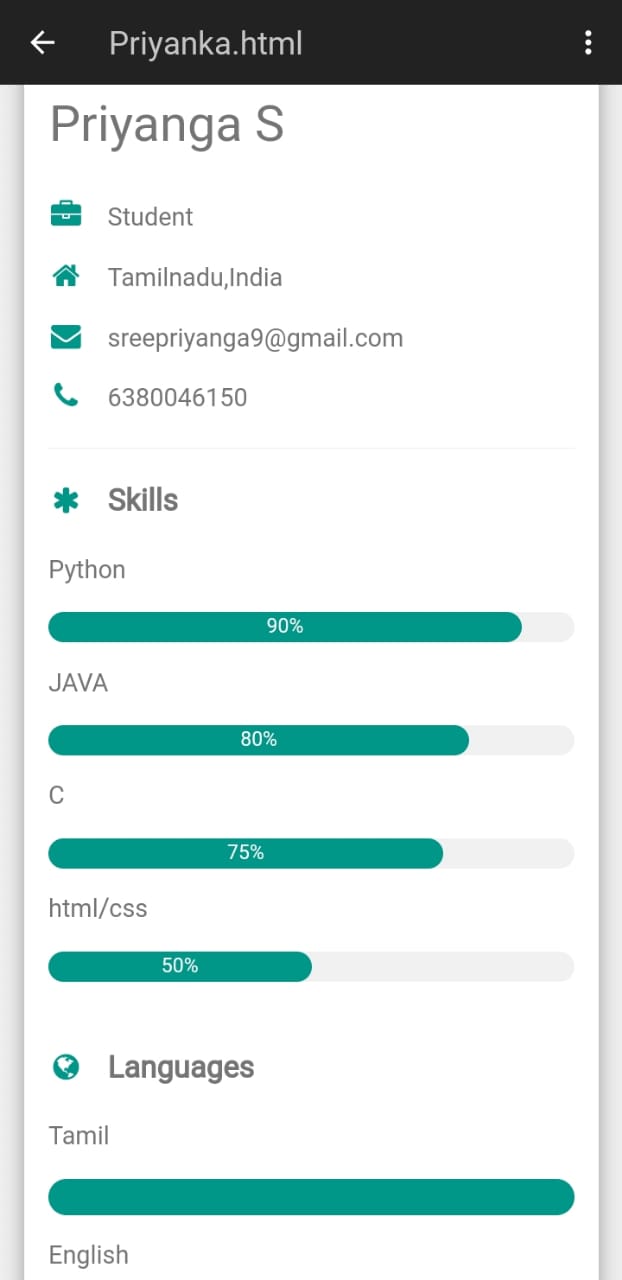 Priyanka.html
Priyanga S
Student
Tamilnadu,India
sreepriyanga9@gmail.com
6380046150
Skills
Python
90%
JAVA
80%
C
75%
html/css
50%
Languages
Tamil
English